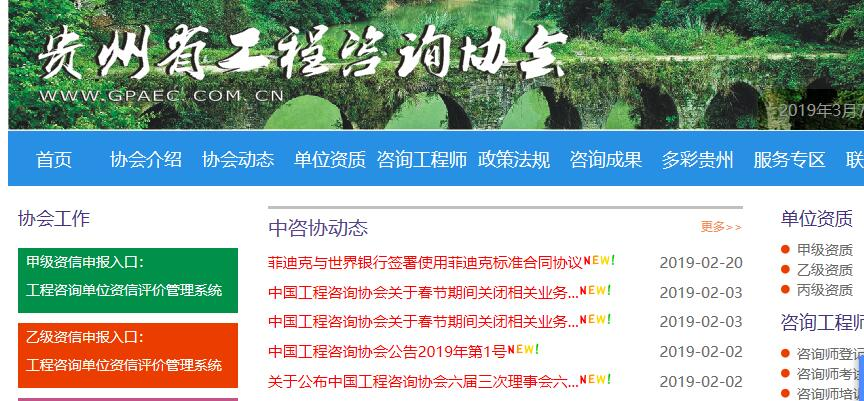 贵州省工程咨询协会
WWW.GPAEC.COM.CN
2019年3月
首页 协会介绍 协会动态 单位资质 咨询工程师 政策法规 咨询成果 多彩贵州 服务专区 联
协会工作
甲级资信申报入口：
工程咨询单位资信评价管理系统
乙级资信申报入口：
工程咨询单位资信评价管理系统
中咨协动态 更多>>
菲迪克与世界银行签署使用菲迪克标准合同协议NEW! 2019-02-20
中国工程咨询协会关于春节期间关闭相关业务...NEW! 2019-02-03
中国工程咨询协会关于春节期间关闭相关业务...NEW! 2019-02-03
中国工程咨询协会公告2019年第1号NEW! 2019-02-02
关于公布中国工程咨询协会六届三次理事会六...NEW! 2019-02-02
单位资质
甲级资质
乙级资质
丙级资质
咨询工程师
咨询师登记
咨询师考试
咨询师培训